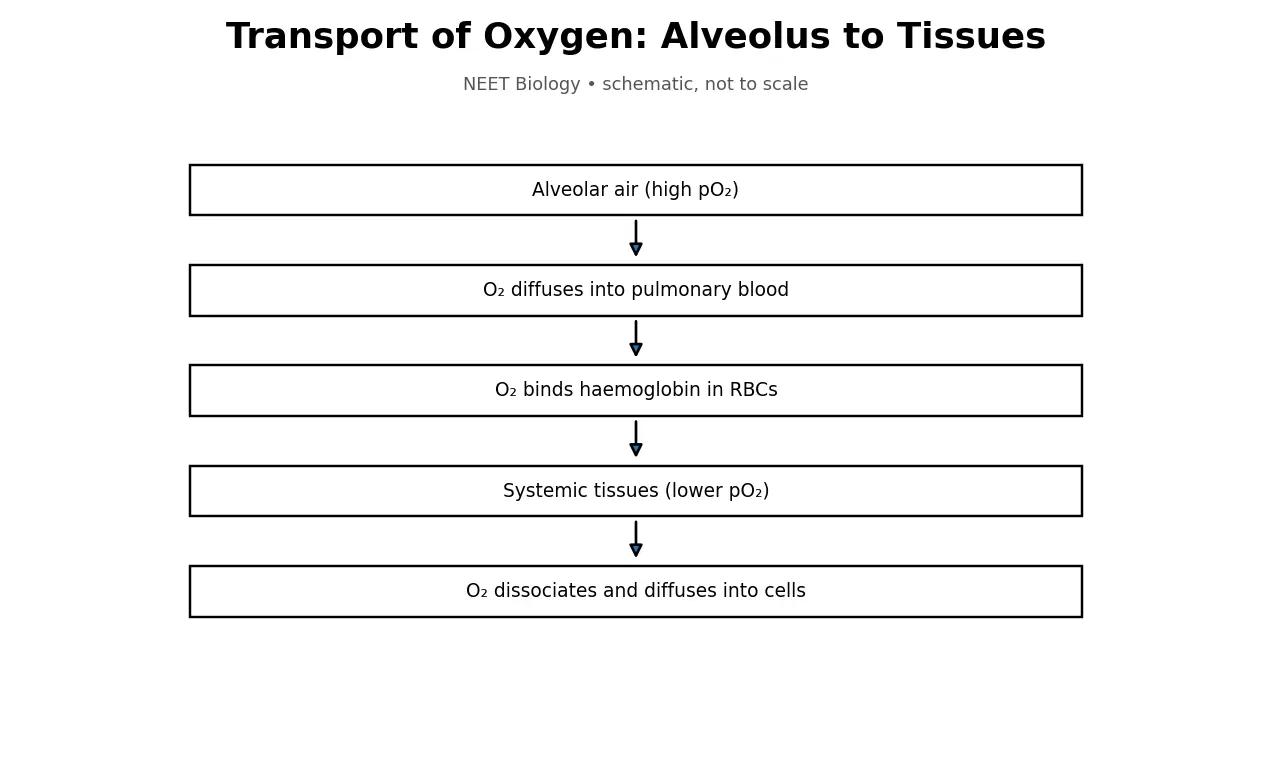 Transport of Oxygen: Alveolus to Tissues
NEET Biology • schematic, not to scale
Alveolar air (high pO₂)
O₂ diffuses into pulmonary blood
O₂ binds haemoglobin in RBCs
Systemic tissues (lower pO₂)
O₂ dissociates and diffuses into cells